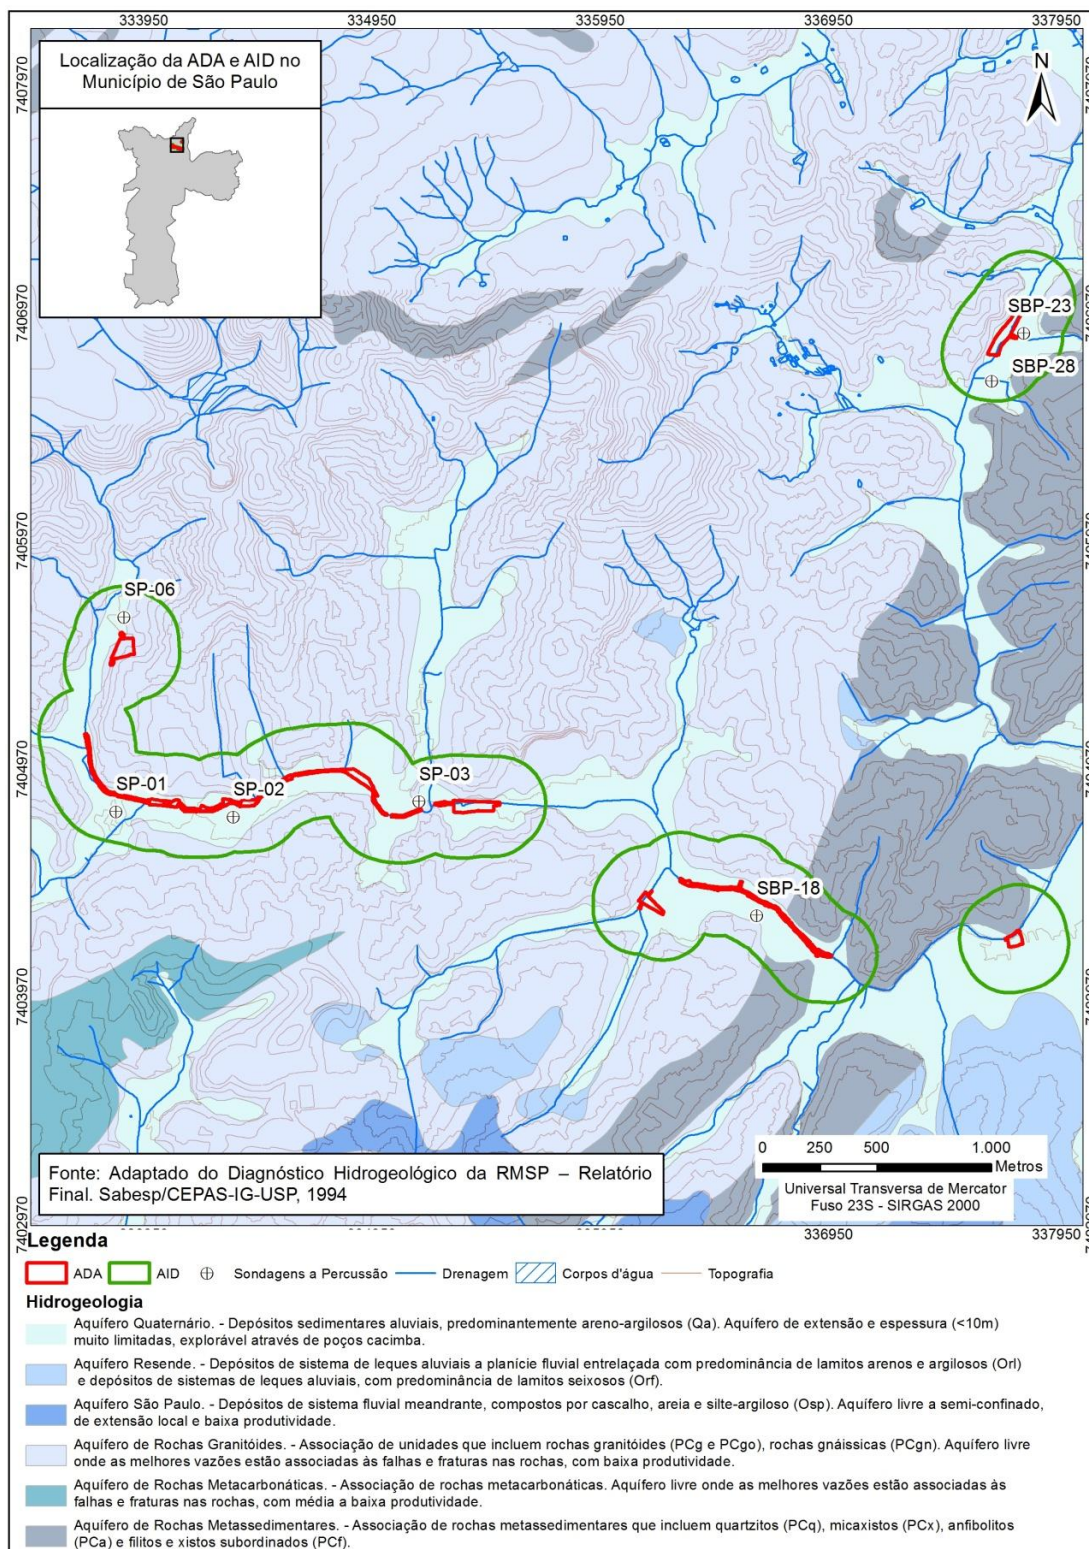 333950 334950 335950 336950 337950
Localização da ADA e AID no
Município de São Paulo
N
7407970
7407970
7406970
SBP-23
SBP-28
7405970
SP-06
7404970
SP-01
SP-02
SP-03
SBP-18
7403970
0 250 500 1.000
Metros
Universal Transversa de Mercator
Fuso 23S - SIRGAS 2000
Fonte: Adaptado do Diagnóstico Hidrogeológico da RMSP – Relatório
Final. Sabesp/CEPAS-IG-USP, 1994
7402970
336950 337950
Legenda
ADA AID Sondagens a Percussão Drenagem Corpos d'água Topografia
Hidrogeologia
Aquífero Quaternário. - Depósitos sedimentares aluviais, predominantemente areno-argilosos (Qa). Aquífero de extensão e espessura (<10m)
muito limitadas, explorável através de poços cacimba.
Aquífero Resende. - Depósitos de sistema de leques aluviais a planície fluvial entrelaçada com predominância de lamitos arenos e argilosos (Orl)
e depósitos de sistemas de leques aluviais, com predominância de lamitos seixosos (Orf).
Aquífero São Paulo. - Depósitos de sistema fluvial meandrante, compostos por cascalho, areia e silte-argiloso (Osp). Aquífero livre a semi-confinado,
de extensão local e baixa produtividade.
Aquífero de Rochas Granitóides. - Associação de unidades que incluem rochas granitóides (PCg e PCgo), rochas gnáissicas (PCgn). Aquífero livre
onde as melhores vazões estão associadas às falhas e fraturas nas rochas, com baixa produtividade.
Aquífero de Rochas Metacarbonáticas. - Associação de rochas metacarbonáticas. Aquífero livre onde as melhores vazões estão associadas às
falhas e fraturas nas rochas, com média a baixa produtividade.
Aquífero de Rochas Metassedimentares. - Associação de rochas metassedimentares que incluem quartzitos (PCq), micaxistos (PCx), anfibolitos
(PCa) e filitos e xistos subordinados (PCf).